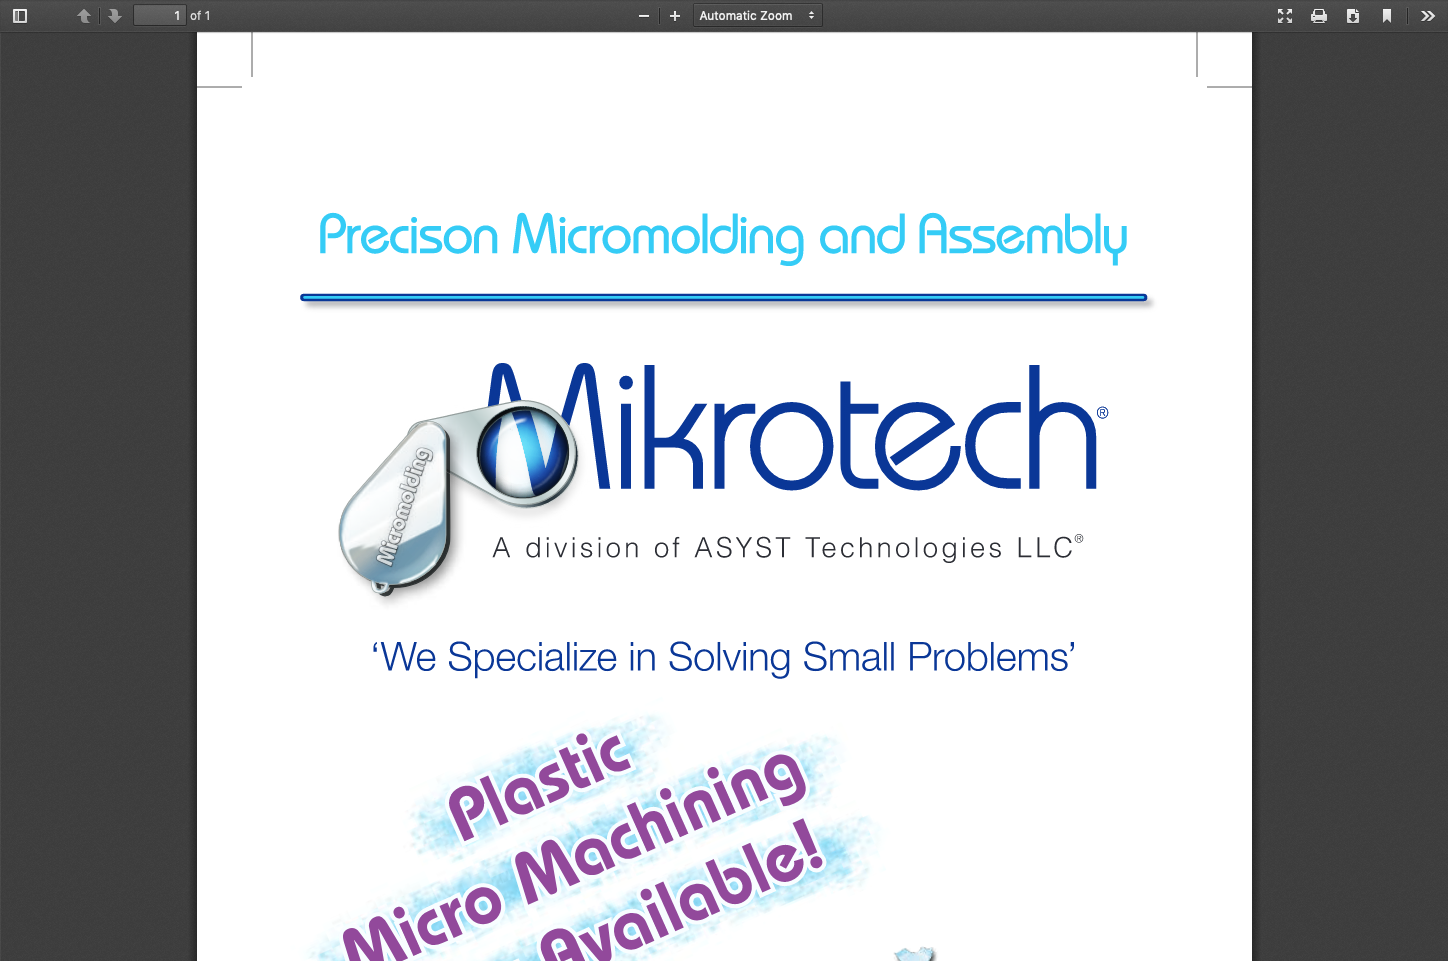 1 of 1
Automatic Zoom
Precison Micromolding and Assembly
Mikrotech®
Micromolding
A division of ASYST Technologies LLC®
‘We Specialize in Solving Small Problems’
Plastic
Micro Machining
Available!